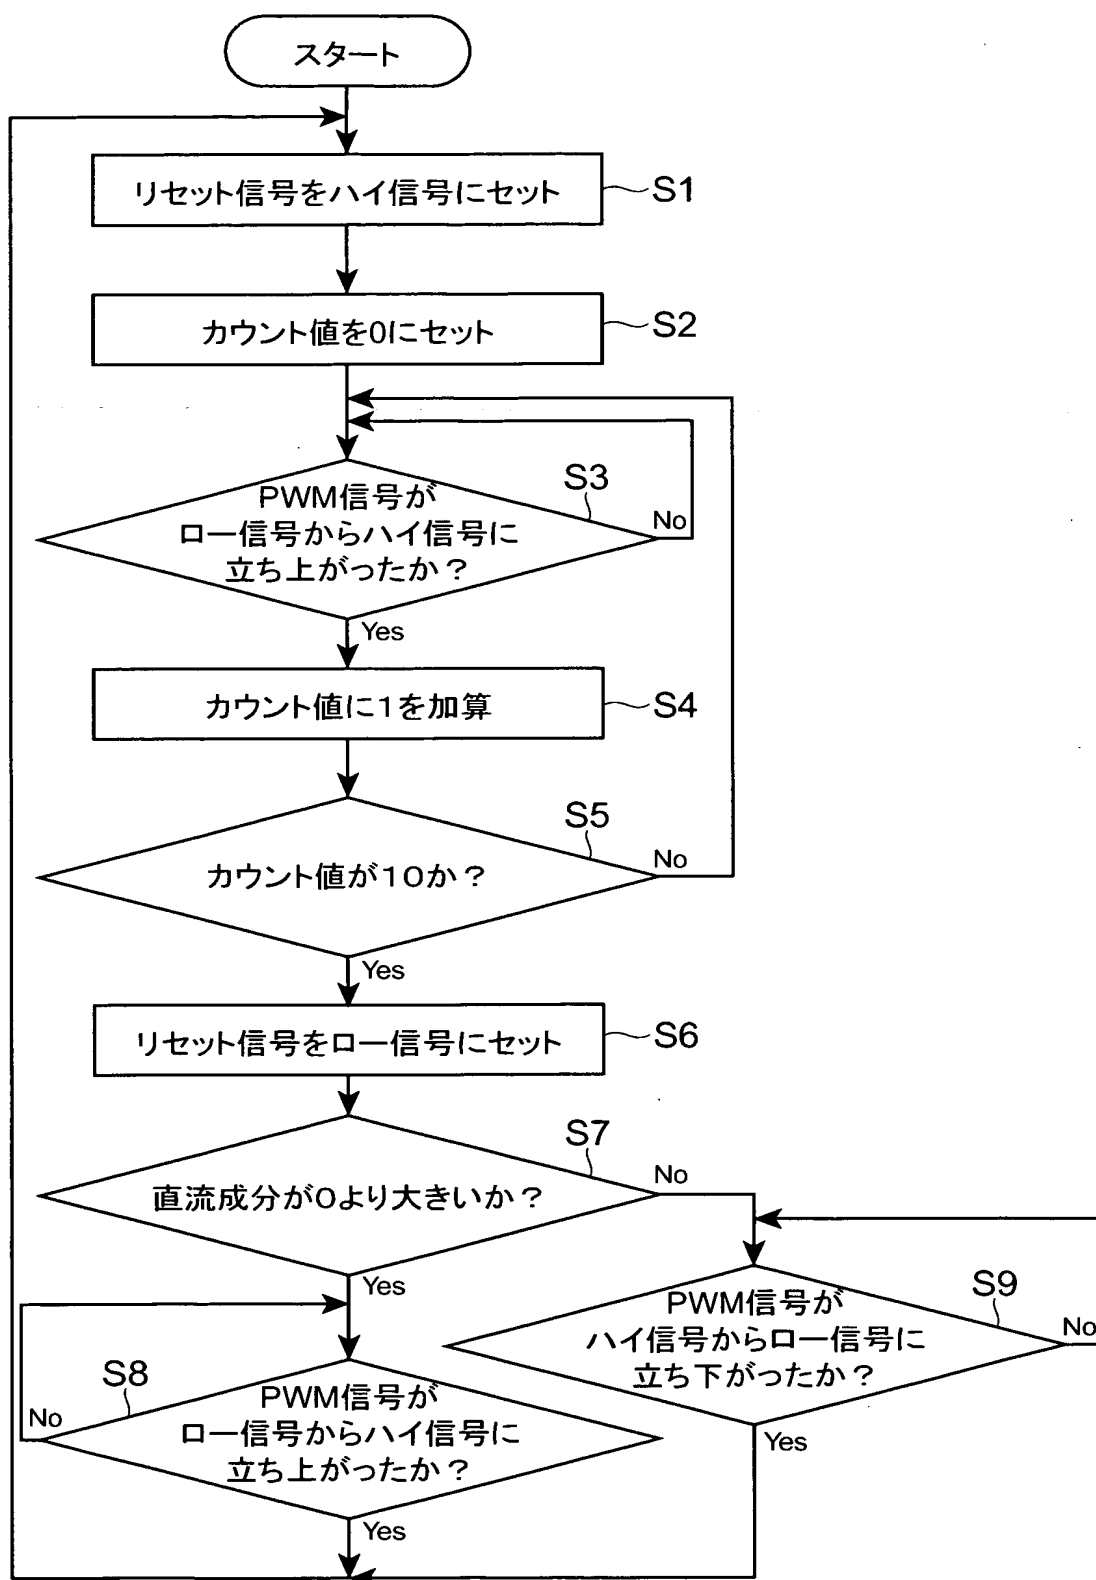 スタート
リセット信号をハイ信号にセット
S1
カウント値を0にセット
S2
S3
PWM信号が
ロー信号からハイ信号に
立ち上がったか？
No
Yes
カウント値に1を加算
S4
S5
カウント値が10か？
No
Yes
リセット信号をロー信号にセット
S6
S7
直流成分が0より大きいか？
No
Yes
S9
PWM信号が
ハイ信号からロー信号に
立ち下がったか？
No
Yes
S8
PWM信号が
ロー信号からハイ信号に
立ち上がったか？
No
Yes